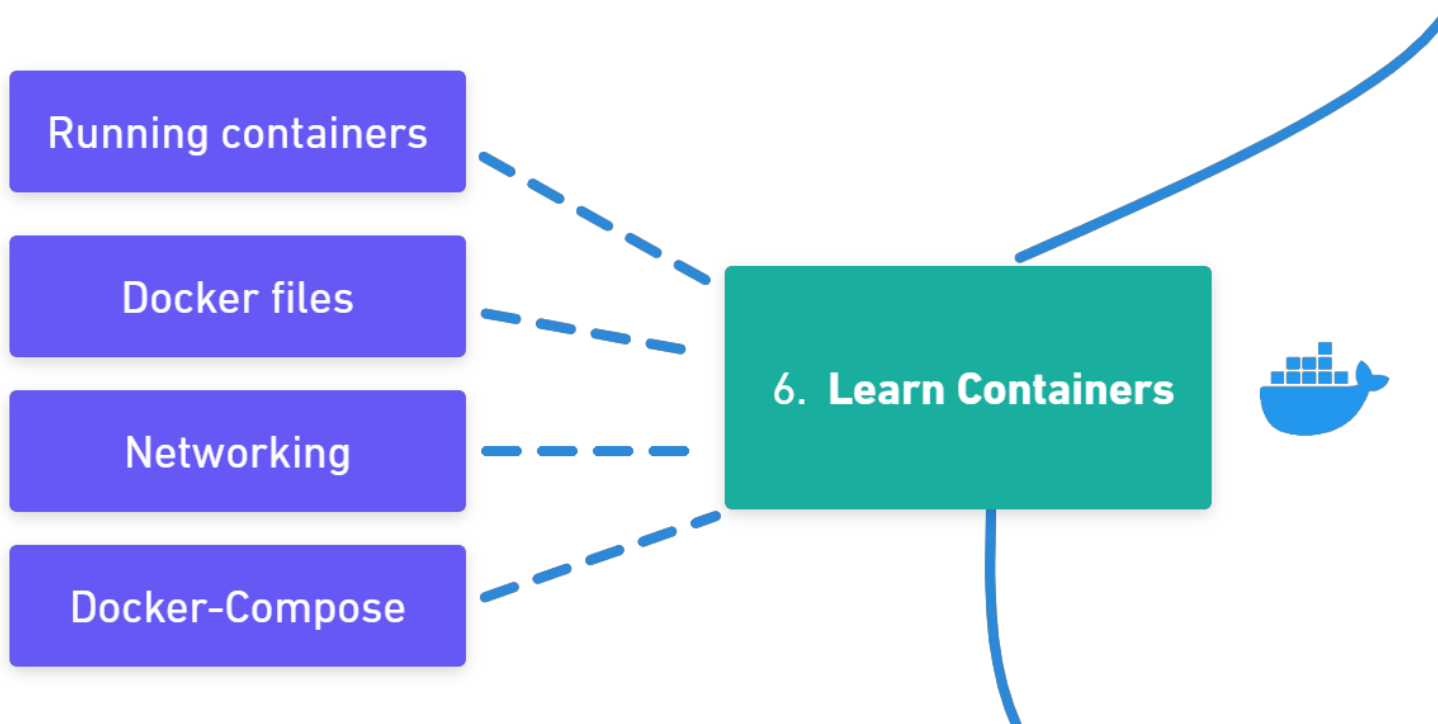 Running containers
Docker files
Networking
Docker-Compose
6. Learn Containers